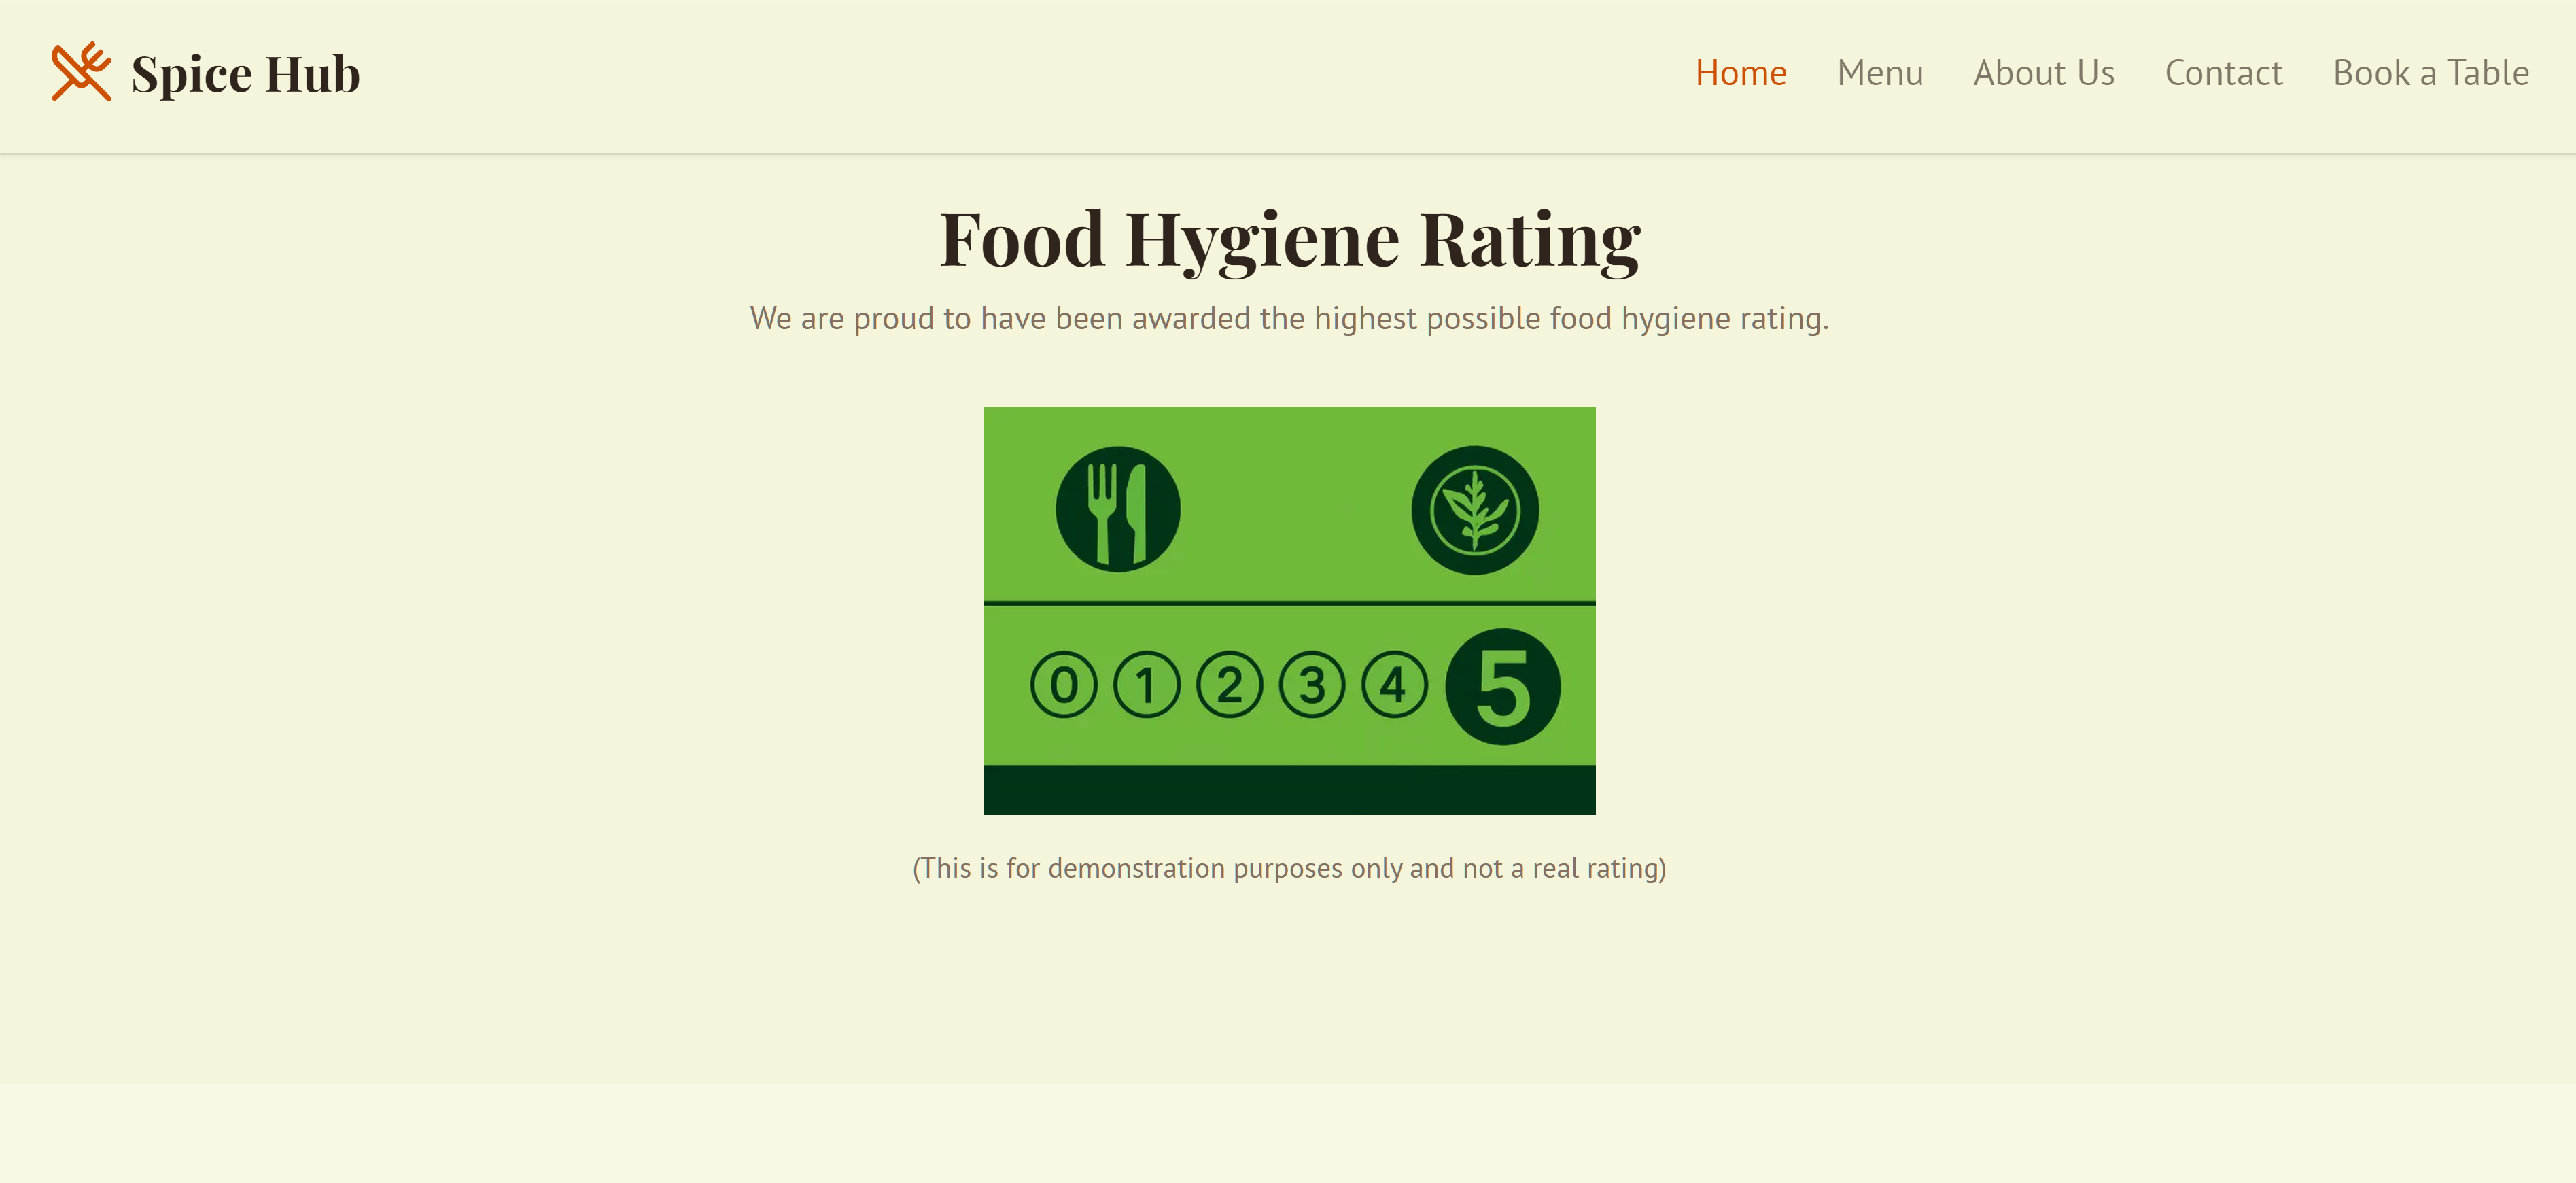 Spice Hub
Home Menu About Us Contact Book a Table
Food Hygiene Rating
We are proud to have been awarded the highest possible food hygiene rating.
0 1 2 3 4 5
(This is for demonstration purposes only and not a real rating)